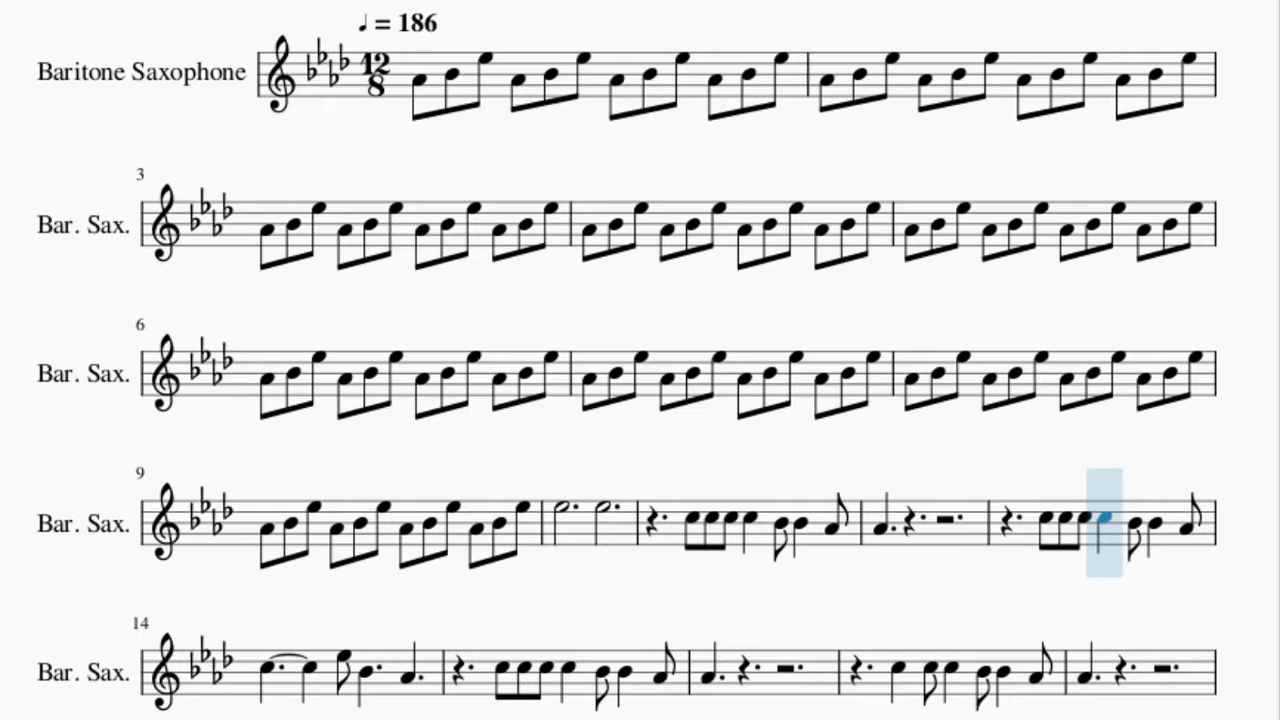 ♩ = 186
Baritone Saxophone
12
8
3
Bar. Sax.
6
Bar. Sax.
9
Bar. Sax.
14
Bar. Sax.